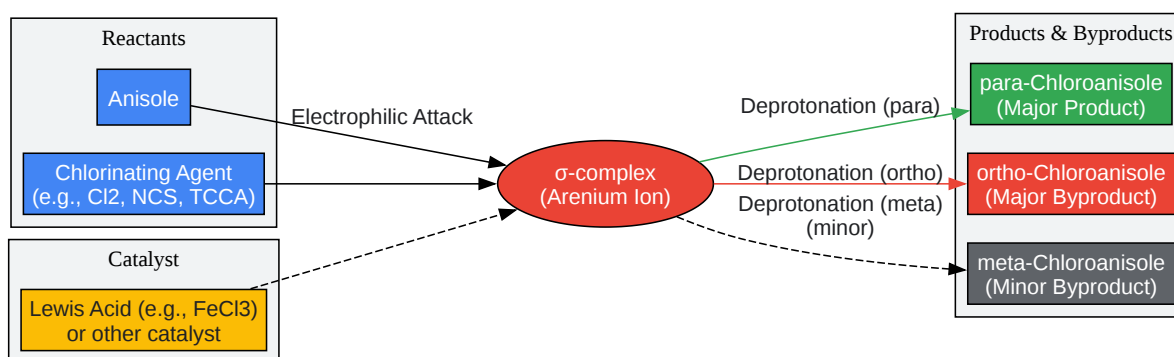 Reactants
Anisole
Chlorinating Agent
(e.g., Cl2, NCS, TCCA)
Catalyst
Lewis Acid (e.g., FeCl3)
or other catalyst
Electrophilic Attack
σ-complex
(Arenium Ion)
Deprotonation (para)
Deprotonation (ortho)
Deprotonation (meta)
(minor)
Products & Byproducts
para-Chloroanisole
(Major Product)
ortho-Chloroanisole
(Major Byproduct)
meta-Chloroanisole
(Minor Byproduct)